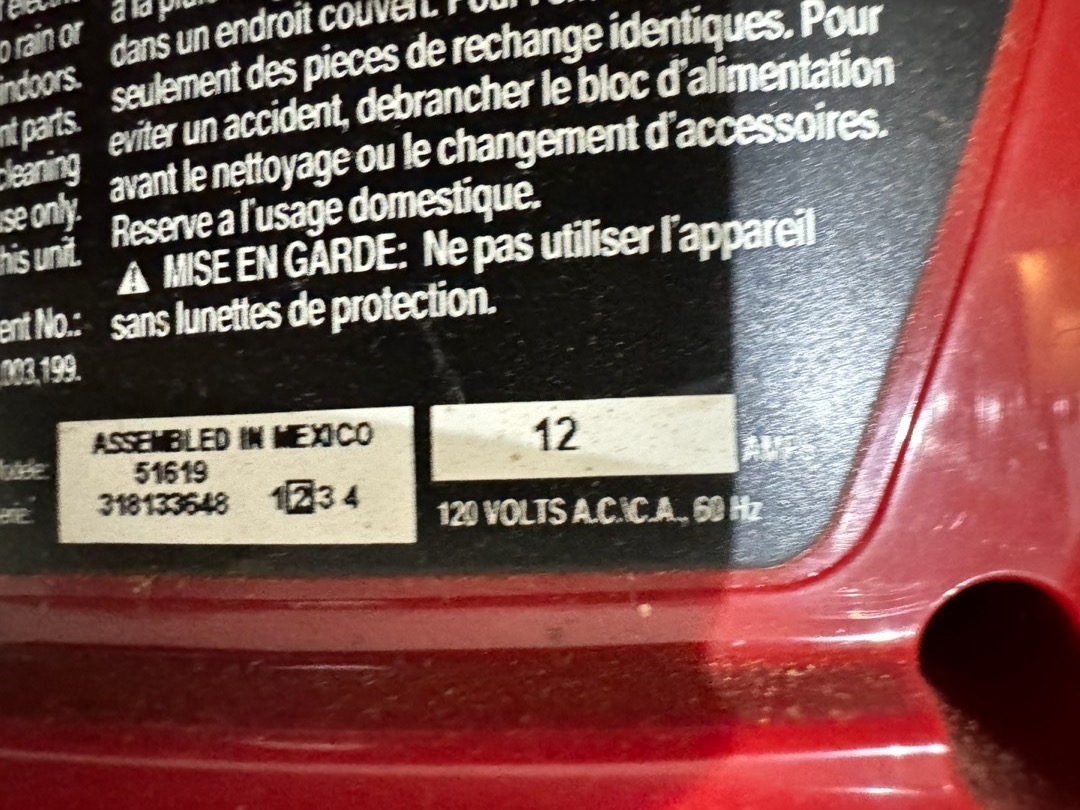 o rain or
indoors.
nt parts.
cleaning
se only.
his unit.
ent No.:
,003,199.
dans un endroit couvert. Pour
seulement des pieces de rechange identiques. Pour
eviter un accident, debrancher le bloc d'alimentation
avant le nettoyage ou le changement d'accessoires.
Reserve a l'usage domestique.
⚠ MISE EN GARDE: Ne pas utiliser l'appareil
sans lunettes de protection.
ASSEMBLED IN MEXICO
51619
318133648 1 2 3 4
12
AMPS
120 VOLTS A.C.\C.A., 60 Hz